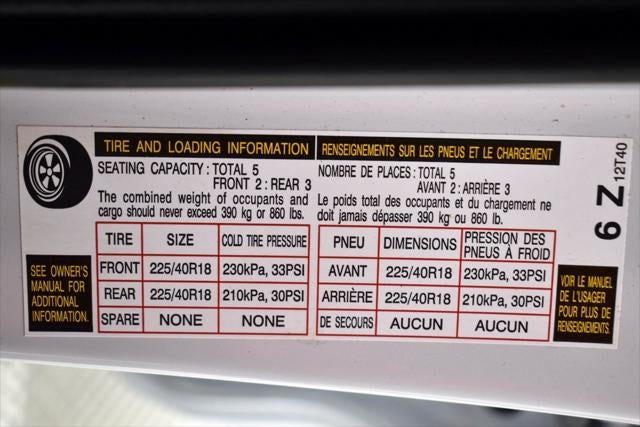 TIRE AND LOADING INFORMATION
SEATING CAPACITY : TOTAL 5
FRONT 2 : REAR 3
The combined weight of occupants and
cargo should never exceed 390 kg or 860 lbs.
TIRE SIZE COLD TIRE PRESSURE
FRONT 225/40R18 230kPa, 33PSI
REAR 225/40R18 210kPa, 30PSI
SPARE NONE NONE
SEE OWNER'S
MANUAL FOR
ADDITIONAL
INFORMATION
RENSEIGNEMENTS SUR LES PNEUS ET LE CHARGEMENT
NOMBRE DE PLACES : TOTAL 5
AVANT 2 : ARRIÈRE 3
Le poids total des occupants et du chargement ne
doit jamais dépasser 390 kg ou 860 lb.
PNEU DIMENSIONS PRESSION DES
PNEUS À FROID
AVANT 225/40R18 230kPa, 33PSI
ARRIÈRE 225/40R18 210kPa, 30PSI
DE SECOURS AUCUN AUCUN
VOIR LE MANUEL
DE L'USAGER
POUR PLUS DE
RENSEIGNEMENTS.
6 Z 12T40